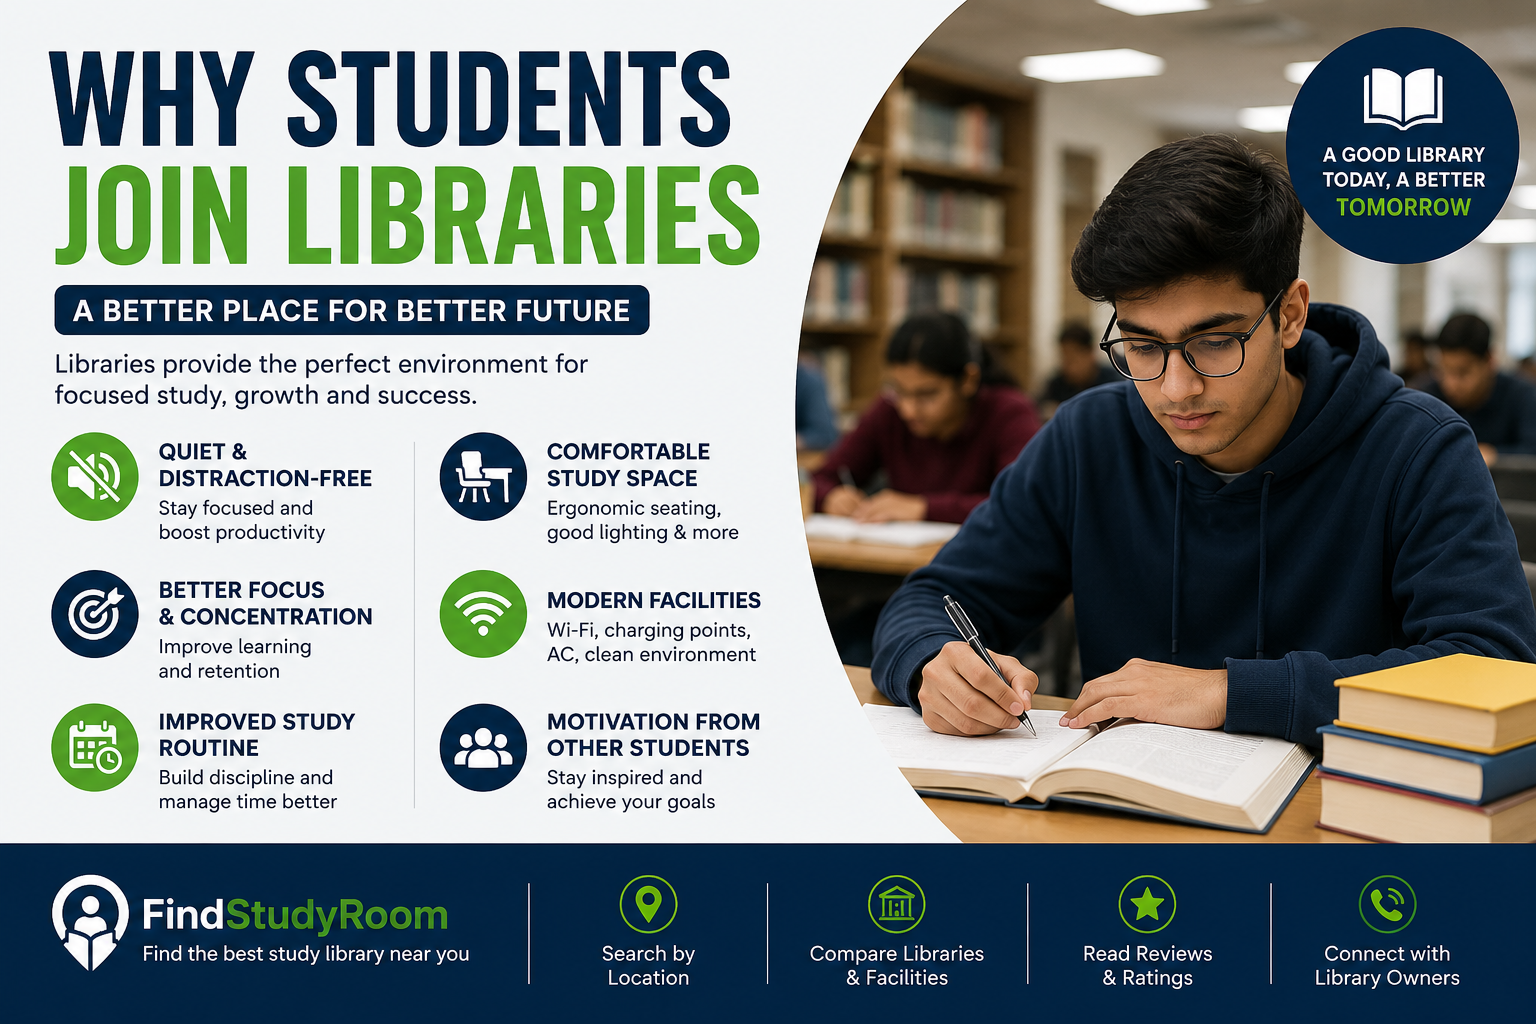 WHY STUDENTS
JOIN LIBRARIES
A BETTER PLACE FOR BETTER FUTURE
Libraries provide the perfect environment for
focused study, growth and success.
QUIET &
DISTRACTION-FREE
Stay focused and
boost productivity
COMFORTABLE
STUDY SPACE
Ergonomic seating,
good lighting & more
BETTER FOCUS
& CONCENTRATION
Improve learning
and retention
MODERN FACILITIES
Wi-Fi, charging points,
AC, clean environment
IMPROVED STUDY
ROUTINE
Build discipline and
manage time better
MOTIVATION FROM
OTHER STUDENTS
Stay inspired and
achieve your goals
A GOOD LIBRARY
TODAY, A BETTER
TOMORROW
FindStudyRoom
Find the best study library near you
Search by
Location
Compare Libraries
& Facilities
Read Reviews
& Ratings
Connect with
Library Owners